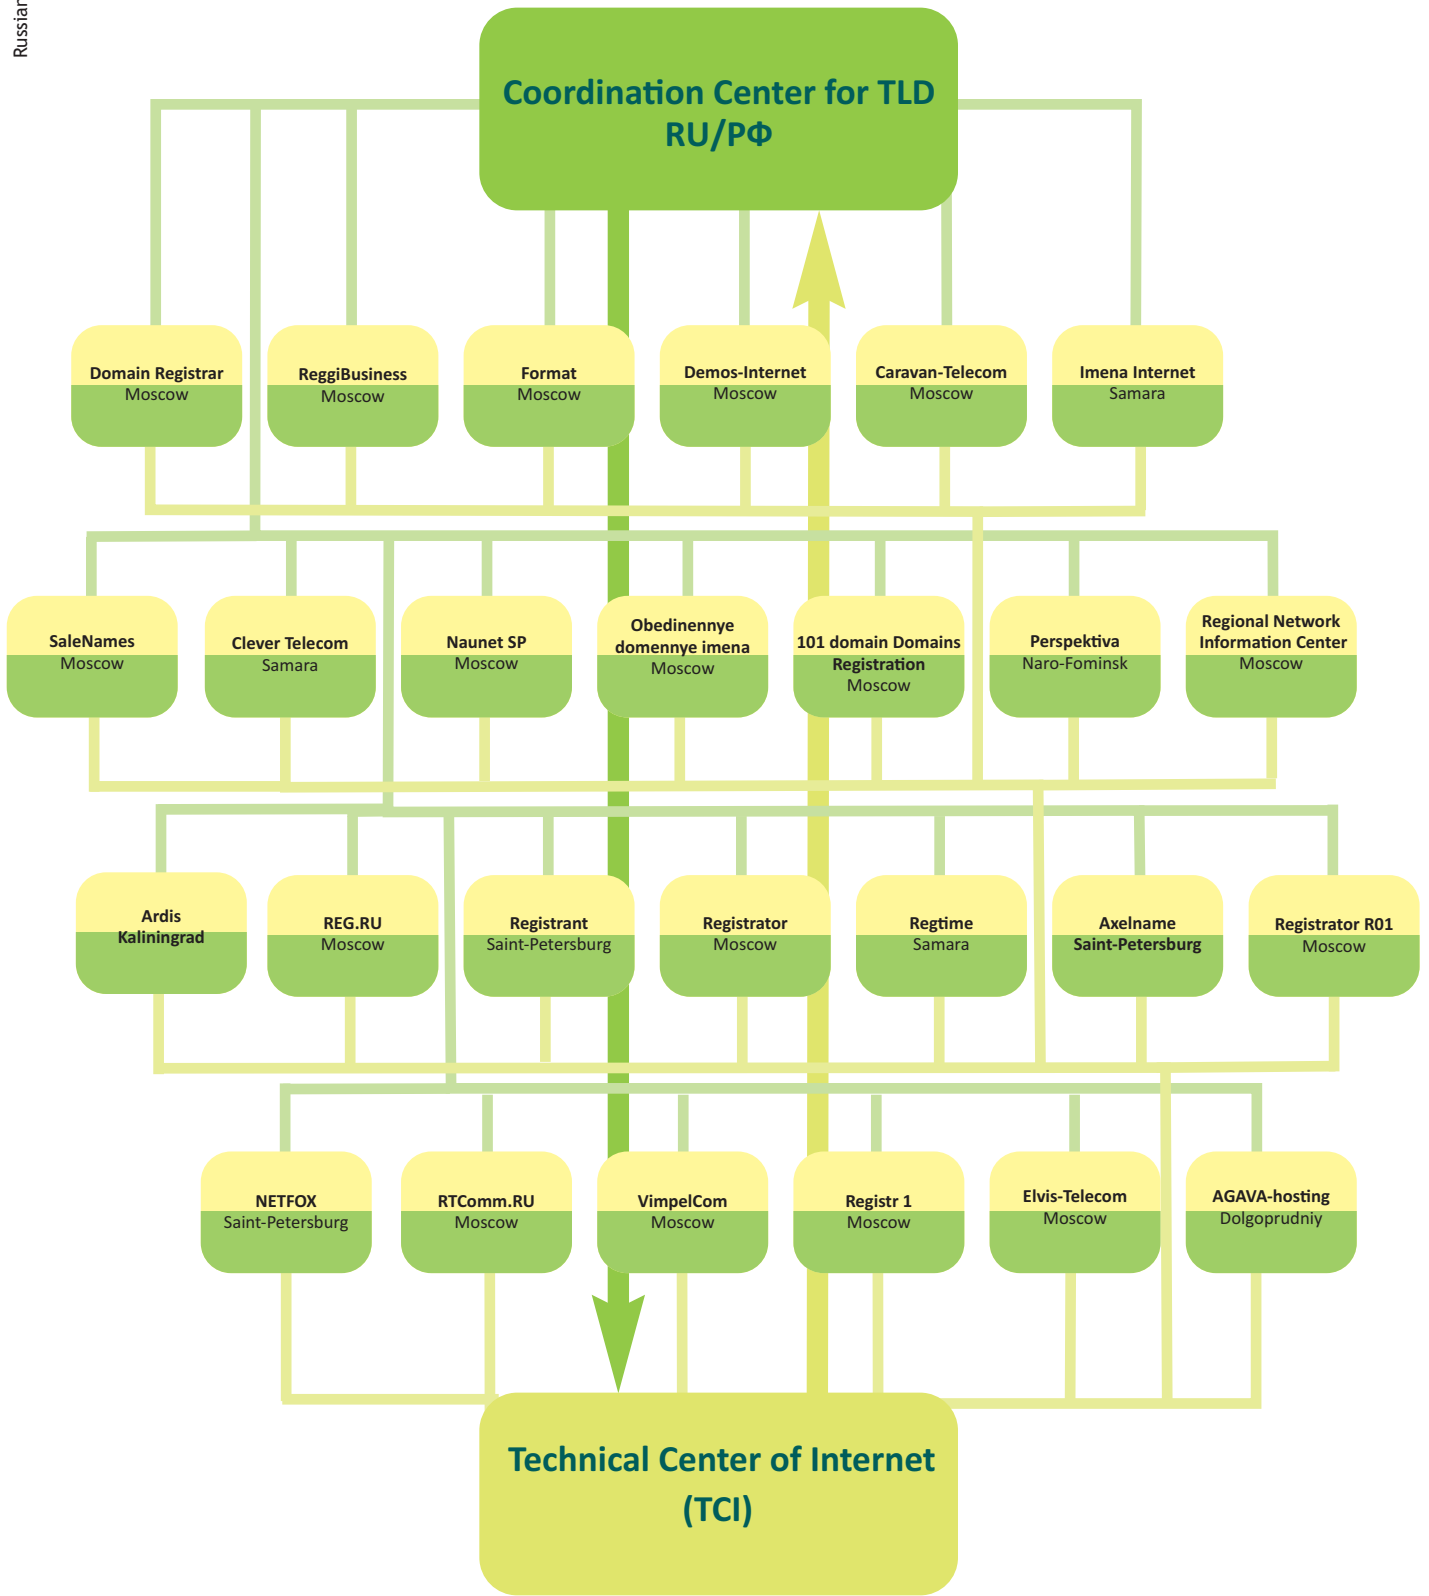 Russian
Coordination Center for TLD
RU/РФ
Domain Registrar
Moscow
ReggiBusiness
Moscow
Format
Moscow
Demos-Internet
Moscow
Caravan-Telecom
Moscow
Imena Internet
Samara
SaleNames
Moscow
Clever Telecom
Samara
Naunet SP
Moscow
Obedinennye
domennye imena
Moscow
101 domain Domains
Registration
Moscow
Perspektiva
Naro-Fominsk
Regional Network
Information Center
Moscow
Ardis
Kaliningrad
REG.RU
Moscow
Registrant
Saint-Petersburg
Registrator
Moscow
Regtime
Samara
Axelname
Saint-Petersburg
Registrator R01
Moscow
NETFOX
Saint-Petersburg
RTComm.RU
Moscow
VimpelCom
Moscow
Registr 1
Moscow
Elvis-Telecom
Moscow
AGAVA-hosting
Dolgoprudniy
Technical Center of Internet
(TCI)